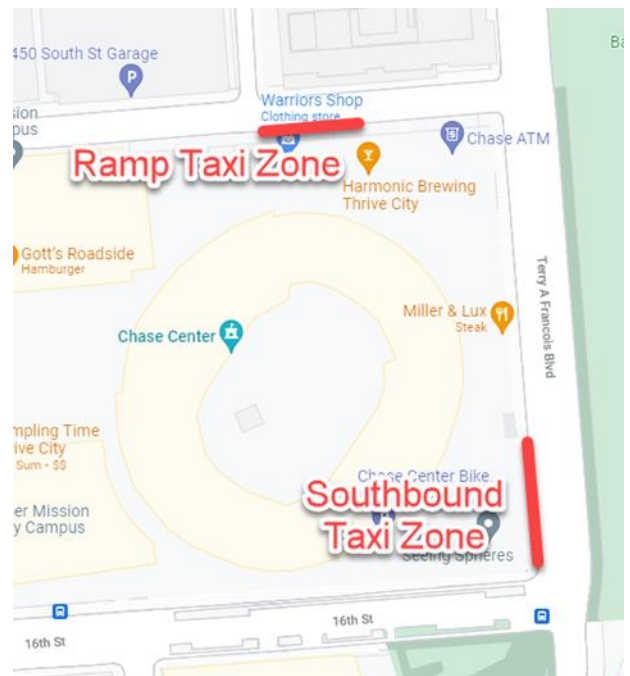 450 South St Garage
P
Ba
Warriors Shop
Clothing store
Chase ATM
Ramp Taxi Zone
Harmonic Brewing
Thrive City
Gott's Roadside
Hamburger
Terry A Francois Blvd
Miller & Lux
Steak
Chase Center
mpling Time
ive City
Sum • $$
Chase Center Bike
Southbound
Taxi Zone
er Mission
y Campus
Seeing Spheres
16th St
16th St